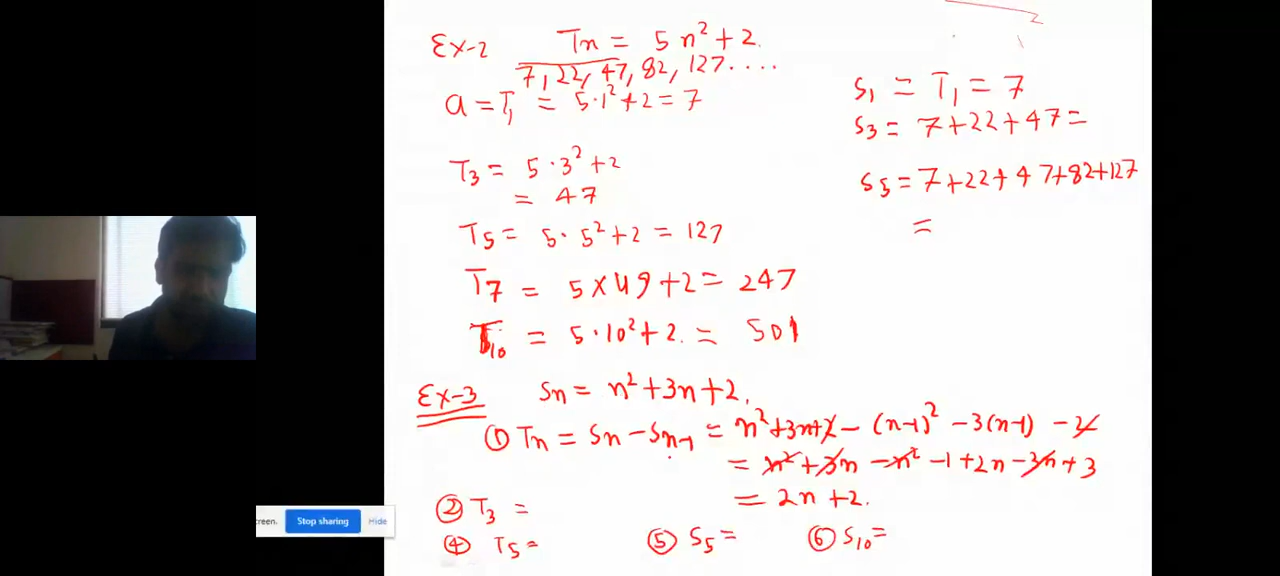 Ex-2 Tn = 5n²+2.
7, 22, 47, 82, 127....
a = T₁ = 5·1²+2 = 7
S₁ = T₁ = 7
S₃ = 7+22+47 =
T₃ = 5·3²+2
= 47
S₅ = 7+22+47+82+127
=
T₅ = 5·5²+2 = 127
T₇ = 5×49+2 = 247
T₁₀ = 5·10²+2. = 501
Ex-3 Sn = n²+3n+2.
① Tn = Sn-Sn-1 = n²+3n+2 - (n-1)² -3(n-1) -2
= n²+3n -n² -1+2n -3n +3
= 2n +2.
② T₃ =
④ T₅ = ⑤ S₅ = ⑥ S₁₀ =
creen. Stop sharing Hide